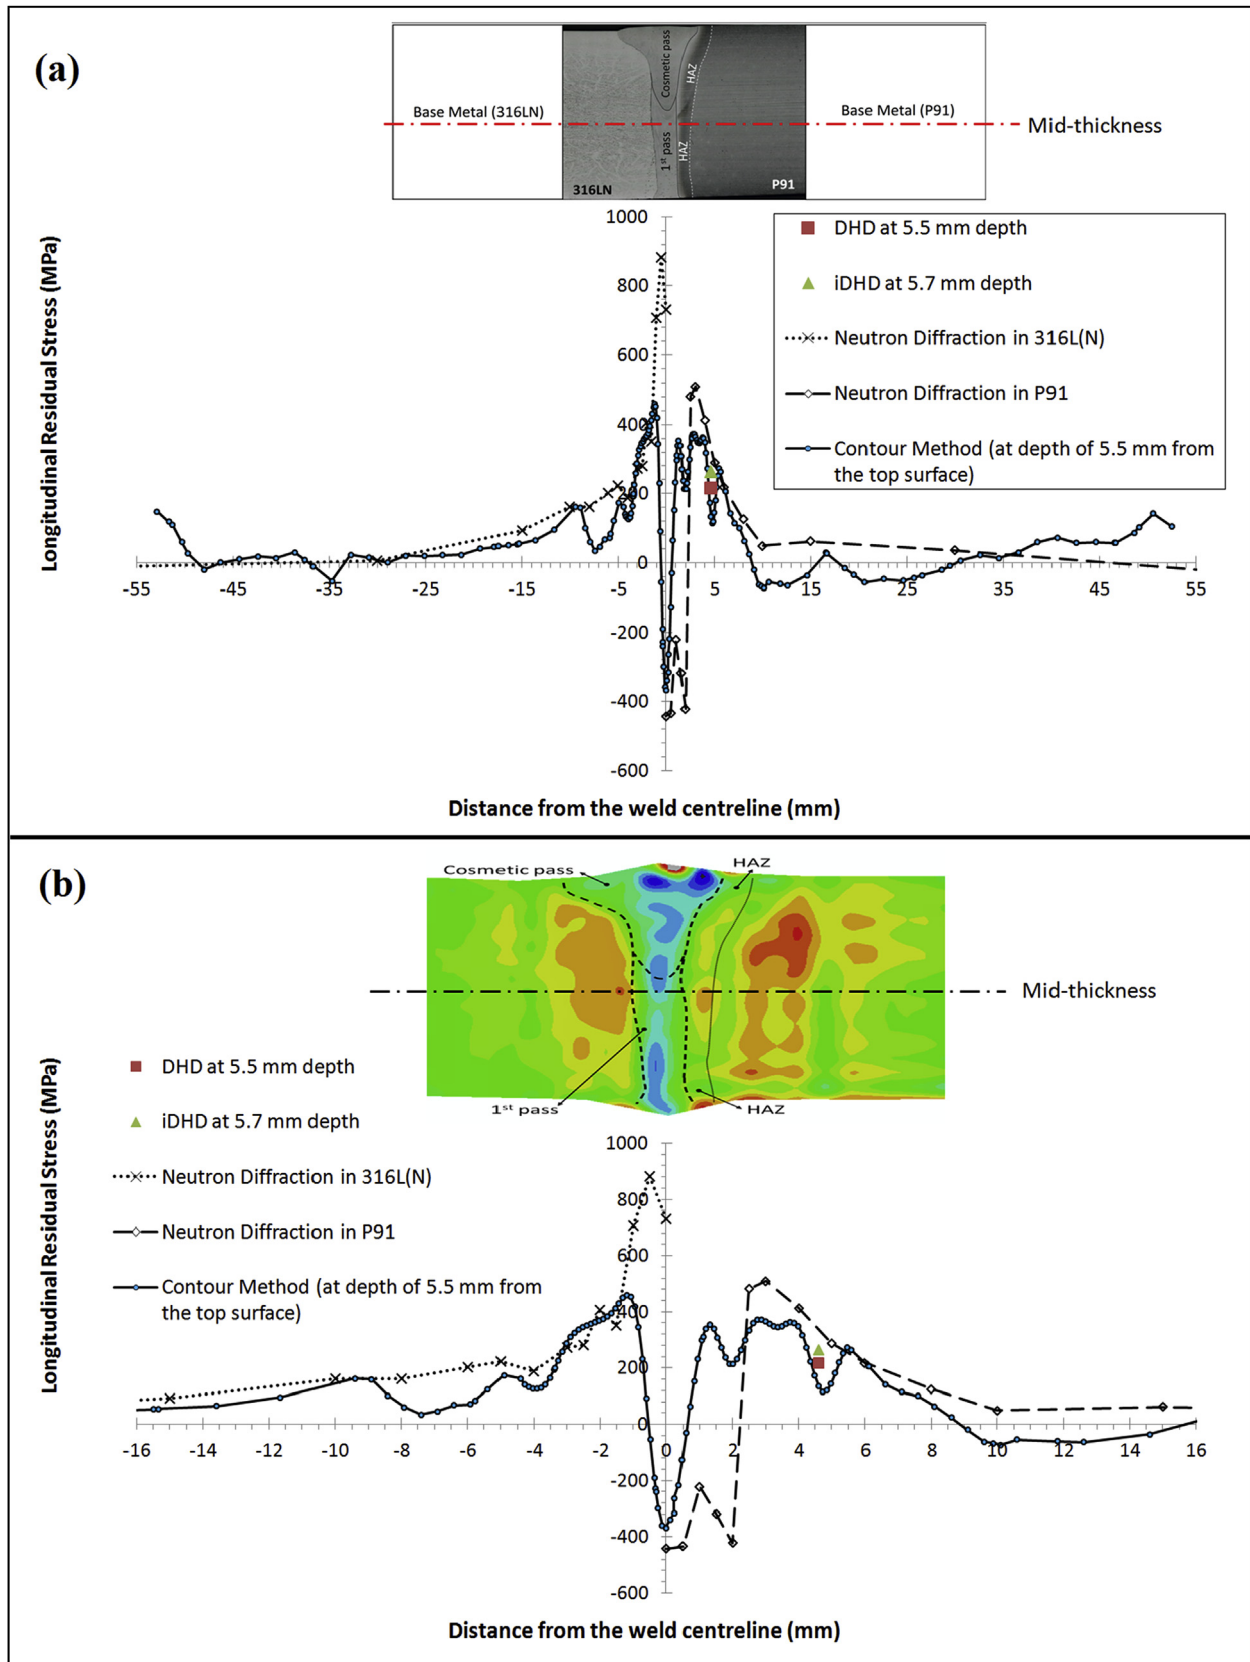 (a)
Cosmetic pass
HAZ
Base Metal (316LN)
Base Metal (P91)
Mid-thickness
1st pass
HAZ
316LN
P91
Longitudinal Residual Stress (MPa)
1000
800
600
400
200
0
-200
-400
-600
DHD at 5.5 mm depth
iDHD at 5.7 mm depth
Neutron Diffraction in 316L(N)
Neutron Diffraction in P91
Contour Method (at depth of 5.5 mm from
the top surface)
-55 -45 -35 -25 -15 -5 5 15 25 35 45 55
Distance from the weld centreline (mm)
(b)
Cosmetic pass
HAZ
Mid-thickness
1st pass
HAZ
Longitudinal Residual Stress (MPa)
DHD at 5.5 mm depth
iDHD at 5.7 mm depth
Neutron Diffraction in 316L(N)
Neutron Diffraction in P91
Contour Method (at depth of 5.5 mm from
the top surface)
1000
800
600
400
200
0
-200
-400
-600
-16 -14 -12 -10 -8 -6 -4 -2 0 2 4 6 8 10 12 14 16
Distance from the weld centreline (mm)